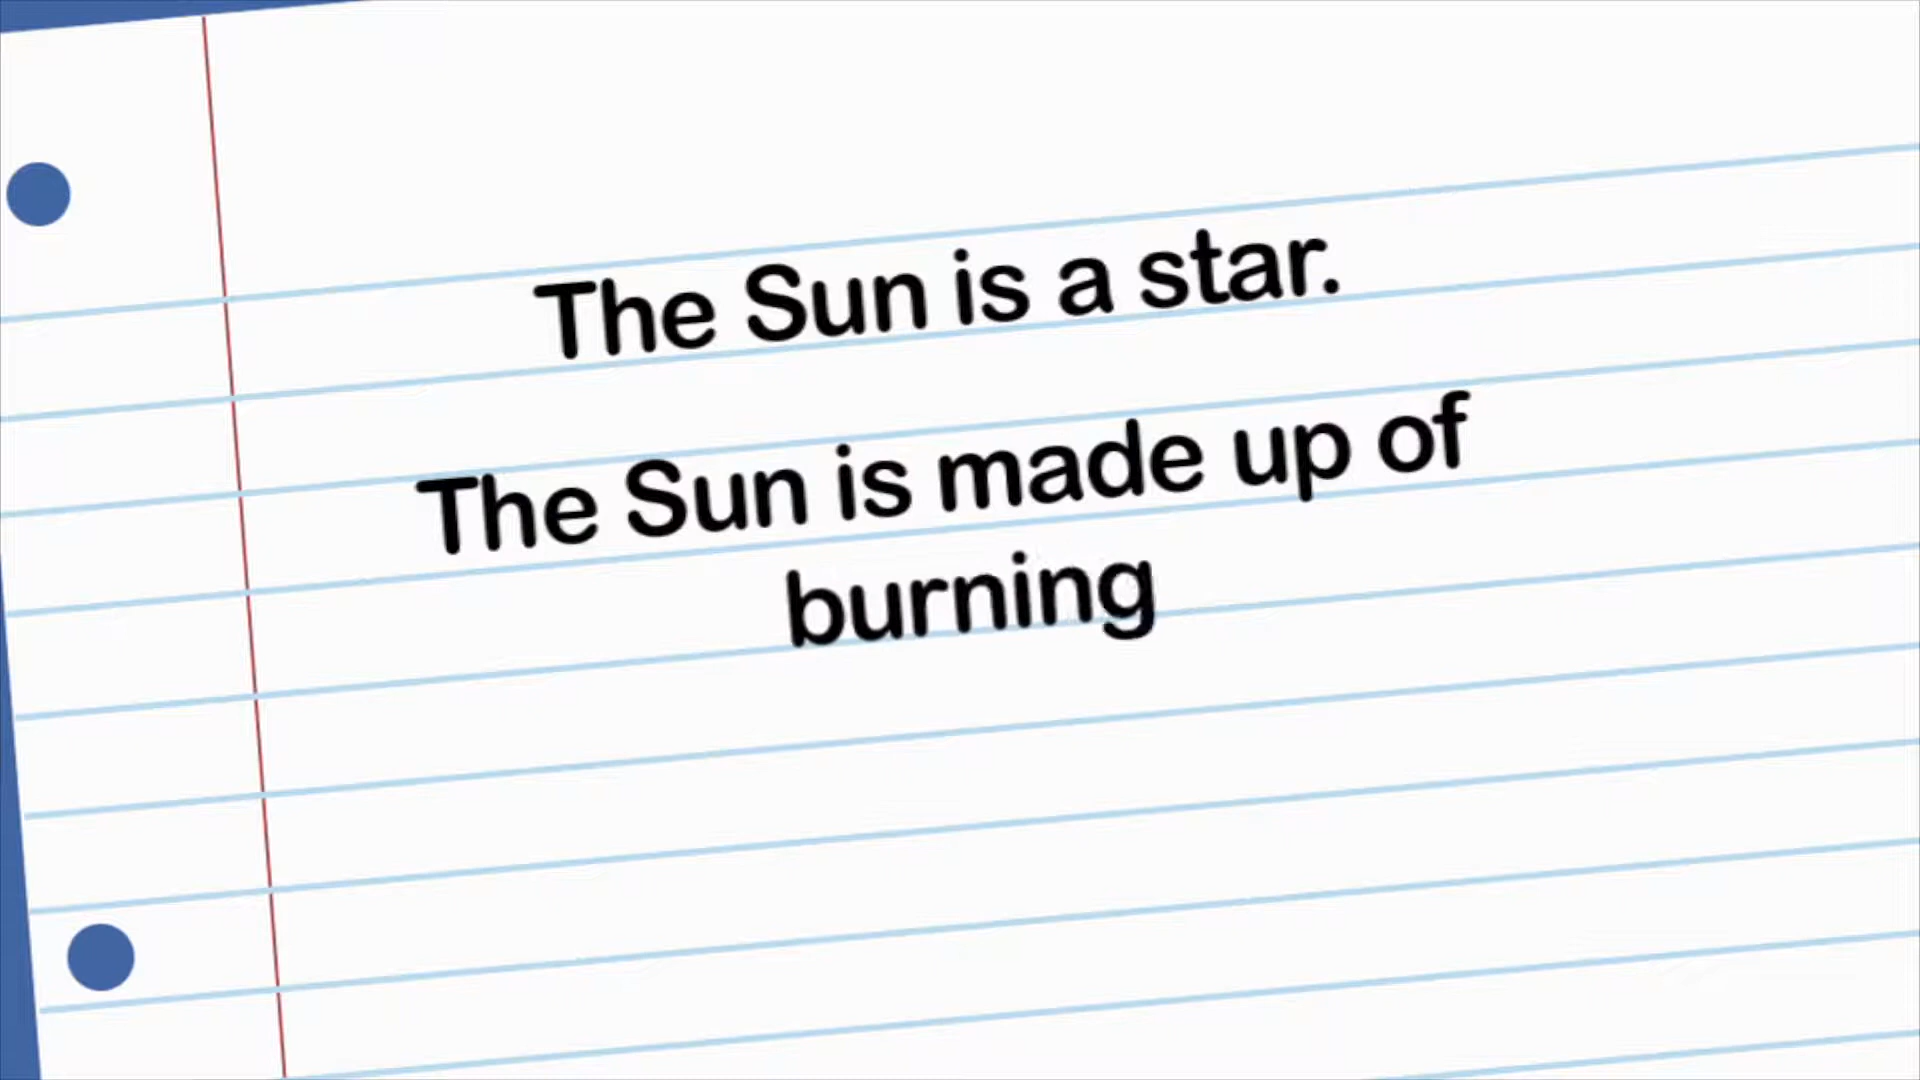 The Sun is a star.
The Sun is made up of
burning